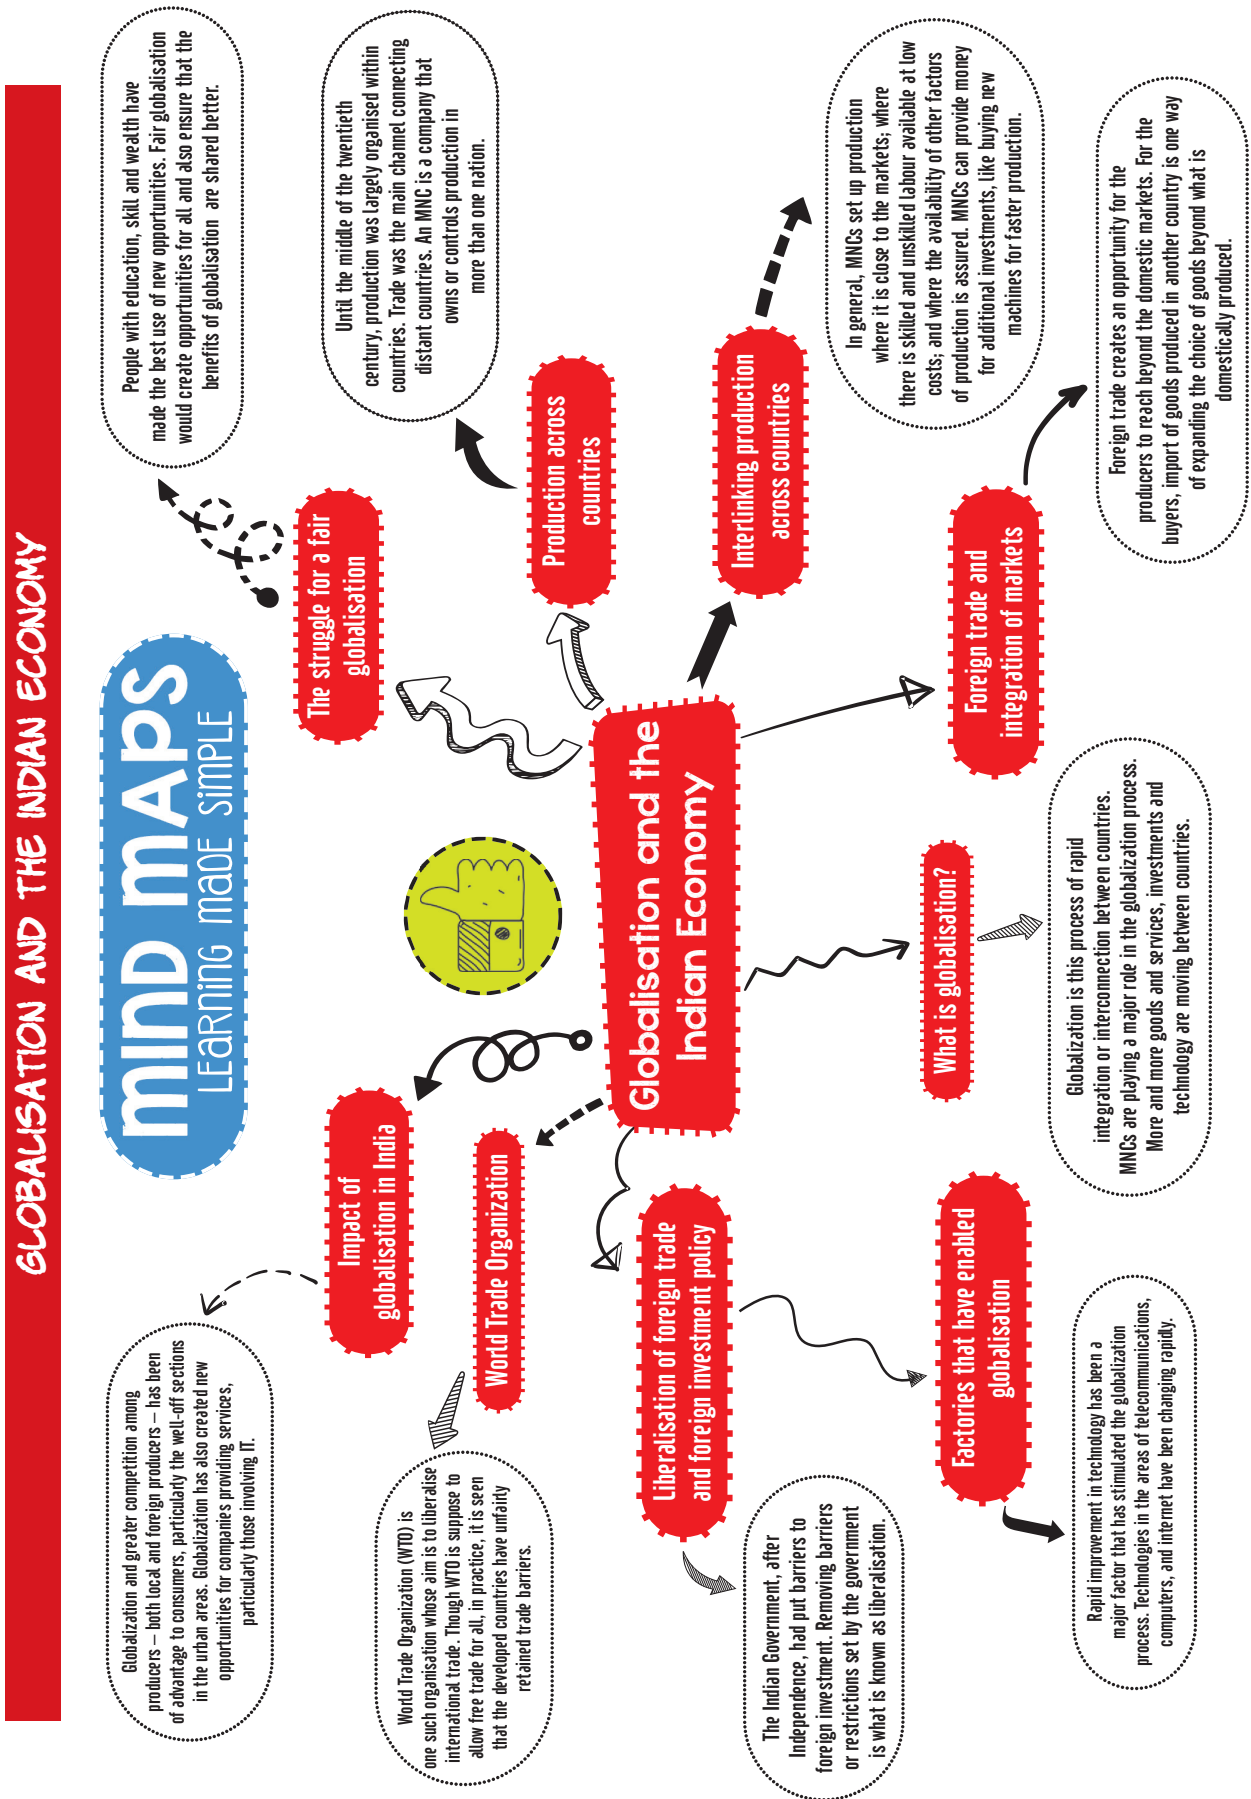 GLOBALISATION AND THE INDIAN ECONOMY
MIND MAPS
LEARNING MADE SIMPLE
Globalisation and the
Indian Economy
Impact of
globalisation in India
Globalization and greater competition among
producers – both local and foreign producers – has been
of advantage to consumers, particularly the well-off sections
in the urban areas. Globalization has also created new
opportunities for companies providing services,
particularly those involving IT.
World Trade Organization
World Trade Organization (WTO) is
one such organisation whose aim is to liberalise
international trade. Though WTO is suppose to
allow free trade for all, in practice, it is seen
that the developed countries have unfairly
retained trade barriers.
Liberalisation of foreign trade
and foreign investment policy
The Indian Government, after
Independence, had put barriers to
foreign investment. Removing barriers
or restrictions set by the government
is what is known as liberalisation.
Factories that have enabled
globalisation
Rapid improvement in technology has been a
major factor that has stimulated the globalization
process. Technologies in the areas of telecommunications,
computers, and internet have been changing rapidly.
What is globalisation?
Globalization is this process of rapid
integration or interconnection between countries.
MNCs are playing a major role in the globalization process.
More and more goods and services, investments and
technology are moving between countries.
Foreign trade and
integration of markets
Foreign trade creates an opportunity for the
producers to reach beyond the domestic markets. For the
buyers, import of goods produced in another country is one way
of expanding the choice of goods beyond what is
domestically produced.
Interlinking production
across countries
In general, MNCs set up production
where it is close to the markets; where
there is skilled and unskilled labour available at low
costs; and where the availability of other factors
of production is assured. MNCs can provide money
for additional investments, like buying new
machines for faster production.
Production across
countries
Until the middle of the twentieth
century, production was largely organised within
countries. Trade was the main channel connecting
distant countries. An MNC is a company that
owns or controls production in
more than one nation.
The struggle for a fair
globalisation
People with education, skill and wealth have
made the best use of new opportunities. Fair globalisation
would create opportunities for all and also ensure that the
benefits of globalisation are shared better.